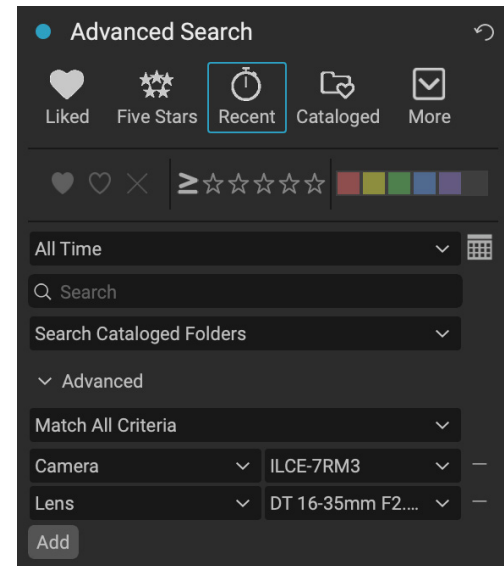 Advanced Search
Liked Five Stars Recent Cataloged More
≥
All Time
Search
Search Cataloged Folders
Advanced
Match All Criteria
Camera ILCE-7RM3
Lens DT 16-35mm F2....
Add